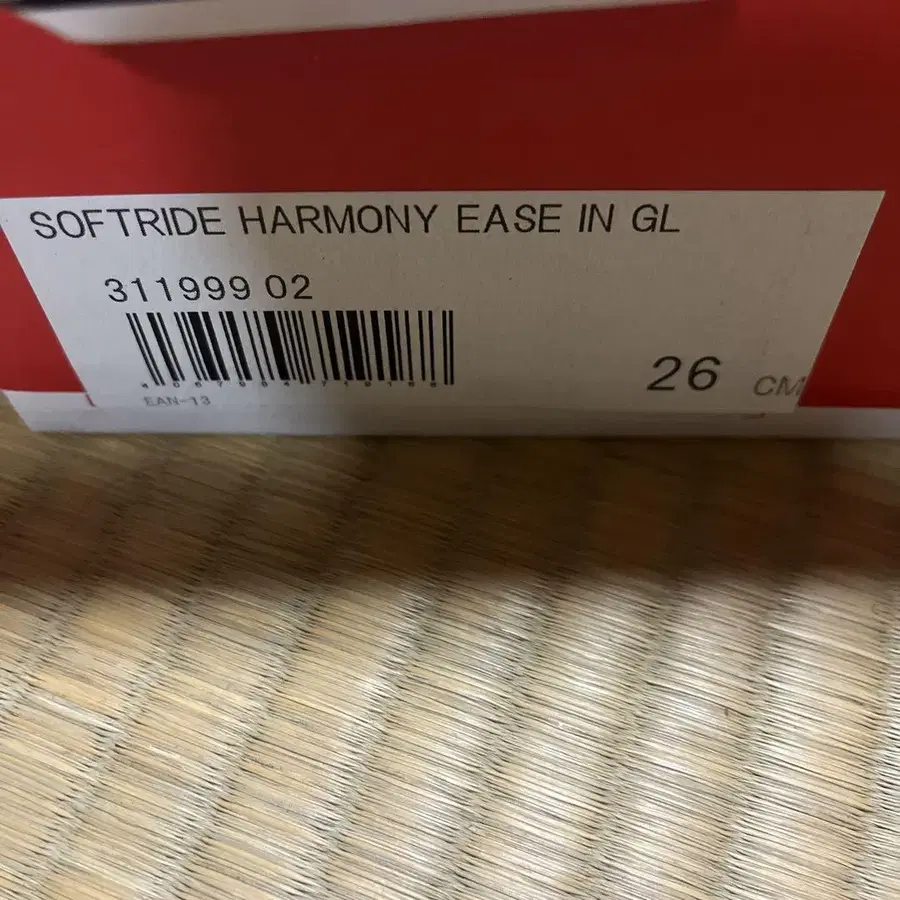 SOFTRIDE HARMONY EASE IN GL
311999 02
EAN-13
26 CM